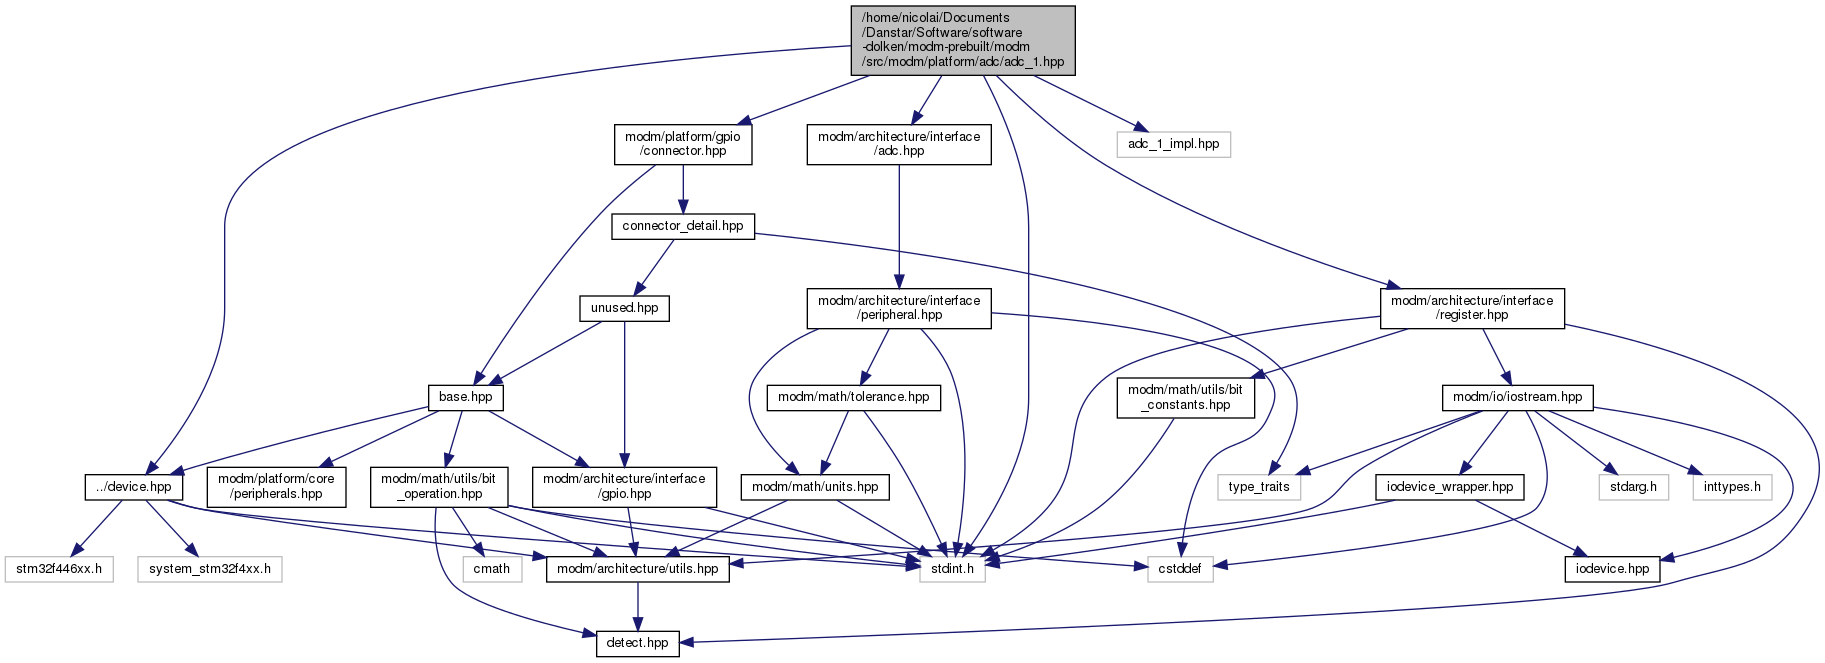 /home/nicolai/Documents
/Danstar/Software/software
-dolken/modm-prebuilt/modm
/src/modm/platform/adc/adc_1.hpp
modm/platform/gpio
/connector.hpp
modm/architecture/interface
/adc.hpp
adc_1_impl.hpp
connector_detail.hpp
unused.hpp
modm/architecture/interface
/peripheral.hpp
modm/architecture/interface
/register.hpp
base.hpp
modm/math/tolerance.hpp
modm/math/utils/bit
_constants.hpp
modm/io/iostream.hpp
../device.hpp
modm/platform/core
/peripherals.hpp
modm/math/utils/bit
_operation.hpp
modm/architecture/interface
/gpio.hpp
modm/math/units.hpp
type_traits
iodevice_wrapper.hpp
stdarg.h
inttypes.h
stm32f446xx.h
system_stm32f4xx.h
cmath
modm/architecture/utils.hpp
stdint.h
cstddef
iodevice.hpp
detect.hpp